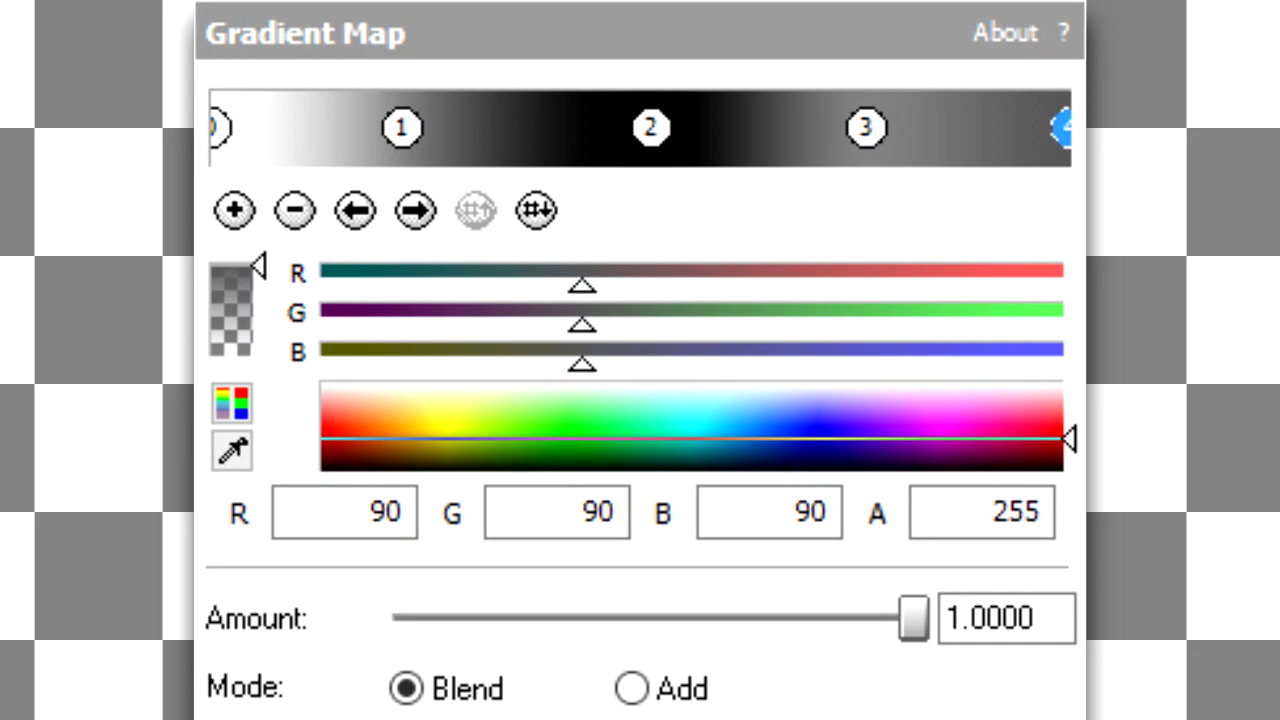 Gradient Map About ?
1 2 3
R
G
B
R 90 G 90 B 90 A 255
Amount: 1.0000
Mode: Blend Add